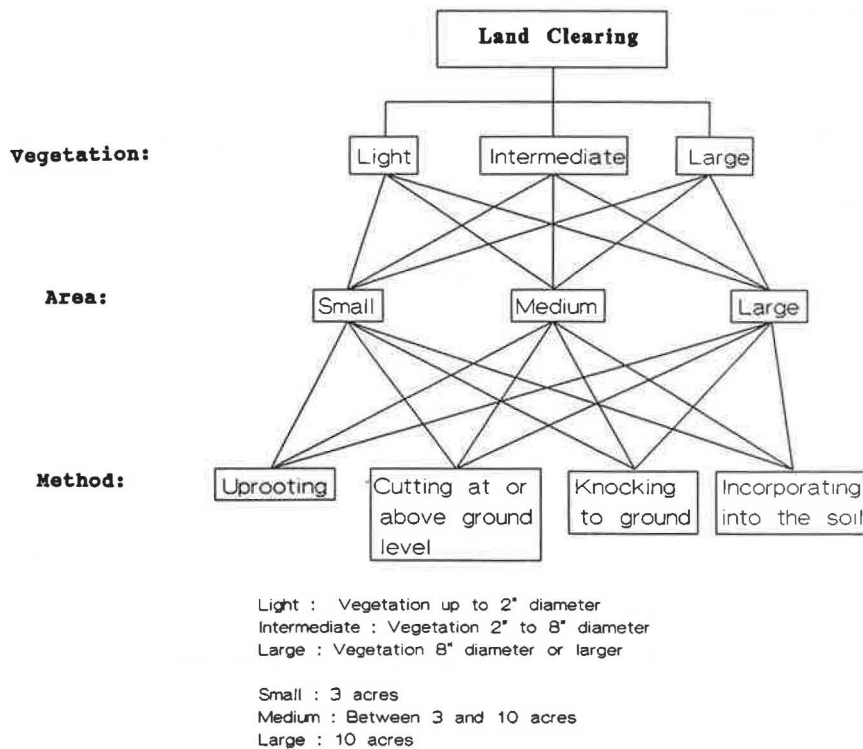 Land Clearing
Vegetation:
Light
Intermediate
Large
Area:
Small
Medium
Large
Method:
Uprooting
Cutting at or
above ground
level
Knocking
to ground
Incorporating
into the soil
Light : Vegetation up to 2" diameter
Intermediate : Vegetation 2" to 8" diameter
Large : Vegetation 8" diameter or larger
Small : 3 acres
Medium : Between 3 and 10 acres
Large : 10 acres